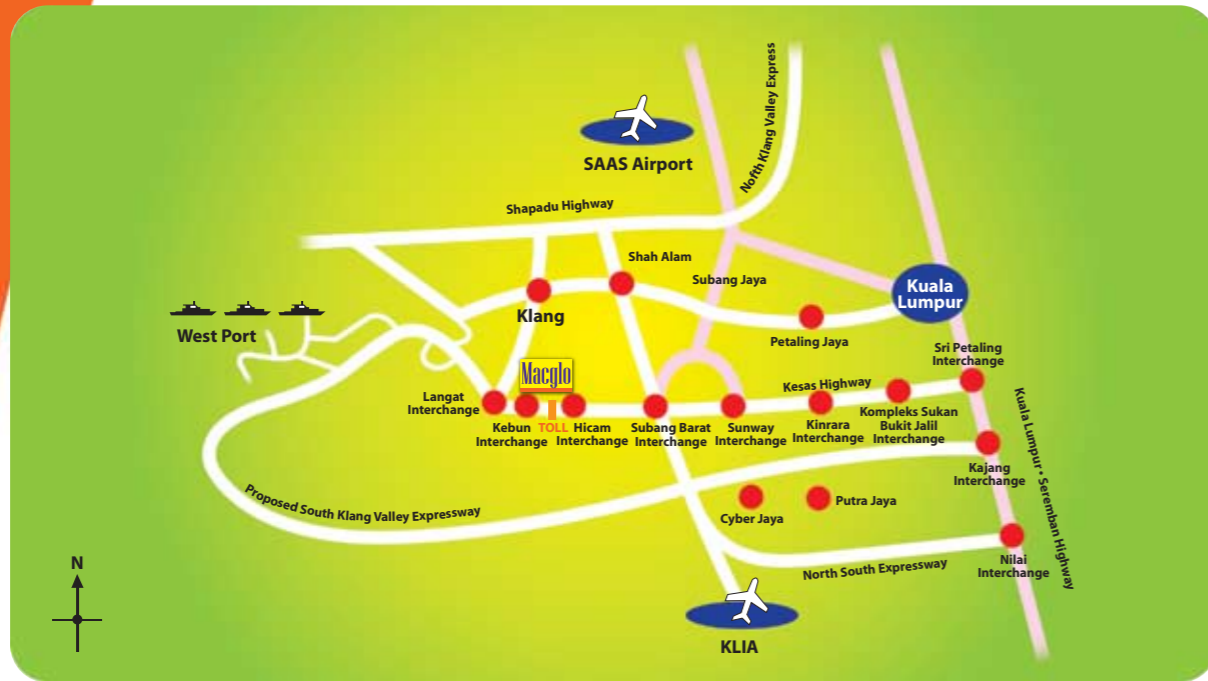 SAAS Airport
Nofth Klang Valley Express
Shapadu Highway
Shah Alam
Subang Jaya
Kuala
Lumpur
West Port
Klang
Petaling Jaya
Sri Petaling
Interchange
Macglo
Kesas Highway
Langat
Interchange
Kebun
Interchange
TOLL
Hicam
Interchange
Subang Barat
Interchange
Sunway
Interchange
Kinrara
Interchange
Kompleks Sukan
Bukit Jalil
Interchange
Kuala Lumpur • Seremban Highway
Kajang
Interchange
Proposed South Klang Valley Expressway
Cyber Jaya
Putra Jaya
North South Expressway
Nilai
Interchange
N
KLIA